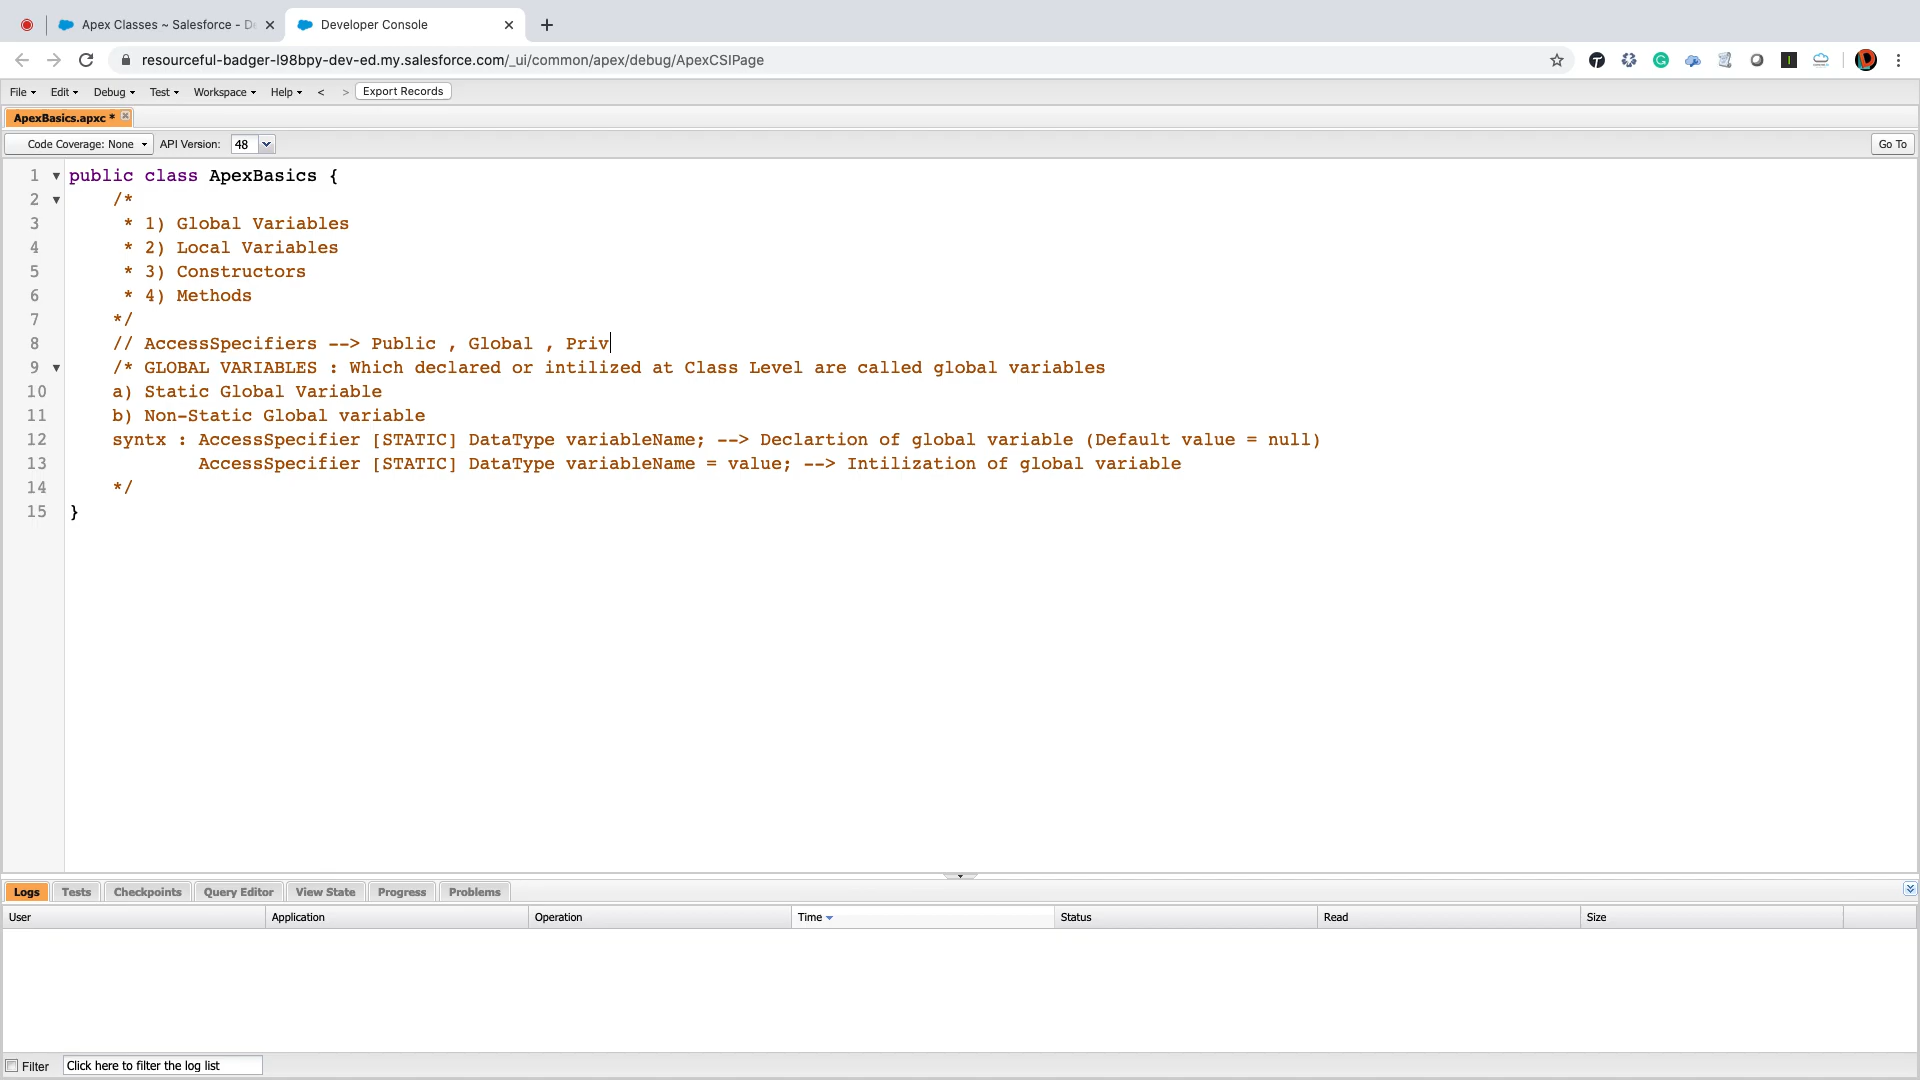 Apex Classes ~ Salesforce - De
Developer Console
resourceful-badger-l98bpy-dev-ed.my.salesforce.com/_ui/common/apex/debug/ApexCSIPage
File Edit Debug Test Workspace Help < > Export Records
ApexBasics.apxc *
Code Coverage: None API Version: 48 Go To
1 public class ApexBasics {
2 /*
3 * 1) Global Variables
4 * 2) Local Variables
5 * 3) Constructors
6 * 4) Methods
7 */
8 // AccessSpecifiers --> Public , Global , Priv
9 /* GLOBAL VARIABLES : Which declared or intilized at Class Level are called global variables
10 a) Static Global Variable
11 b) Non-Static Global variable
12 syntx : AccessSpecifier [STATIC] DataType variableName; --> Declartion of global variable (Default value = null)
13 AccessSpecifier [STATIC] DataType variableName = value; --> Intilization of global variable
14 */
15 }
Logs Tests Checkpoints Query Editor View State Progress Problems
User Application Operation Time Status Read Size
Filter Click here to filter the log list